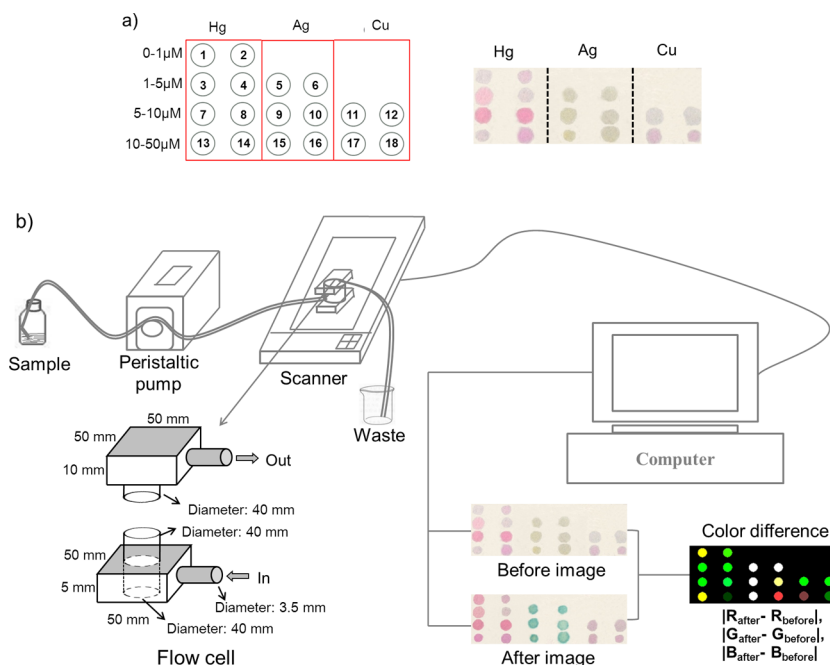 a)
Hg Ag Cu
0-1µM 1 2
1-5µM 3 4 5 6
5-10µM 7 8 9 10 11 12
10-50µM 13 14 15 16 17 18
Hg Ag Cu
b)
Sample
Peristaltic
pump
Scanner
Waste
Computer
50 mm
50 mm
10 mm
Out
Diameter: 40 mm
Diameter: 40 mm
50 mm
5 mm
In
50 mm
Diameter: 3.5 mm
Diameter: 40 mm
Flow cell
Before image
After image
Color difference
|Rafter- Rbefore|,
|Gafter- Gbefore|,
|Bafter- Bbefore|